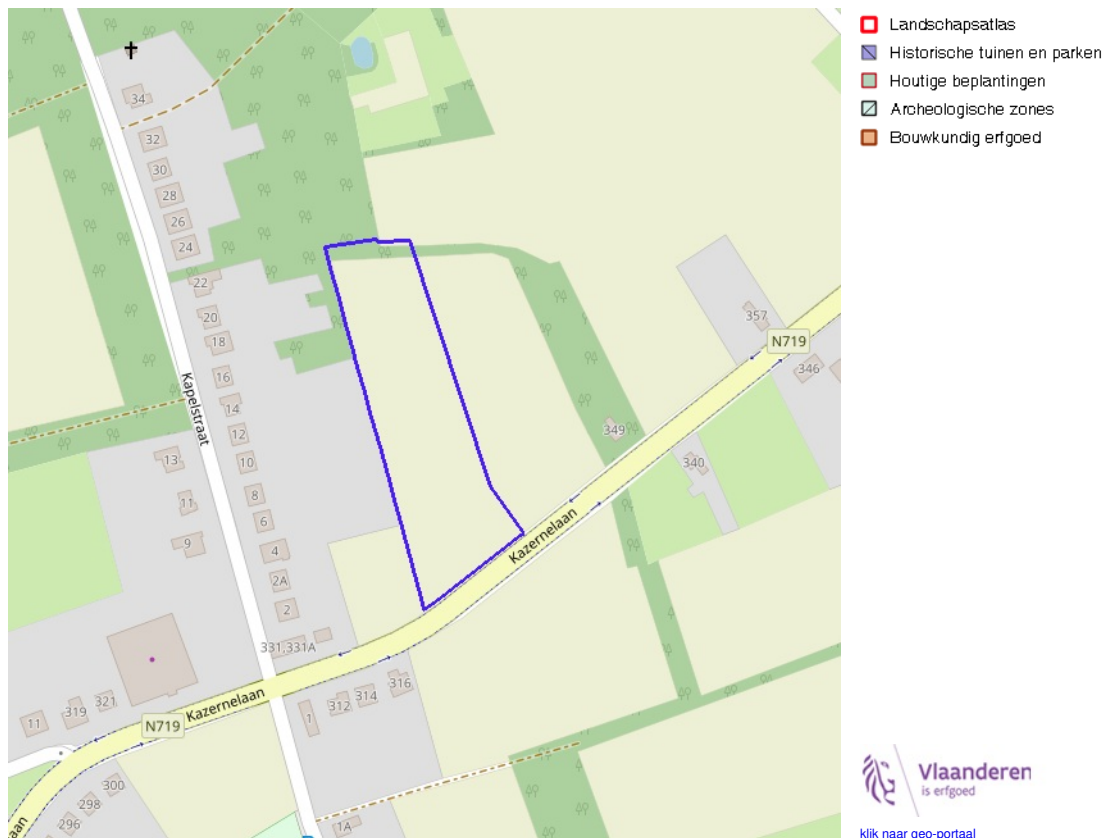 34
32
30
28
26
24
22
20
18
16
14
12
10
8
6
4
2A
2
331,331A
Kapelstraat
13
11
9
357
N719
346
349
340
Kazernelaan
316
314
312
1
Kazernelaan
321
319
11
N719
300
298
296
aan
1A
Landschapsatlas
Historische tuinen en parken
Houtige beplantingen
Archeologische zones
Bouwkundig erfgoed
Vlaanderen
is erfgoed
klik naar geo-portaal